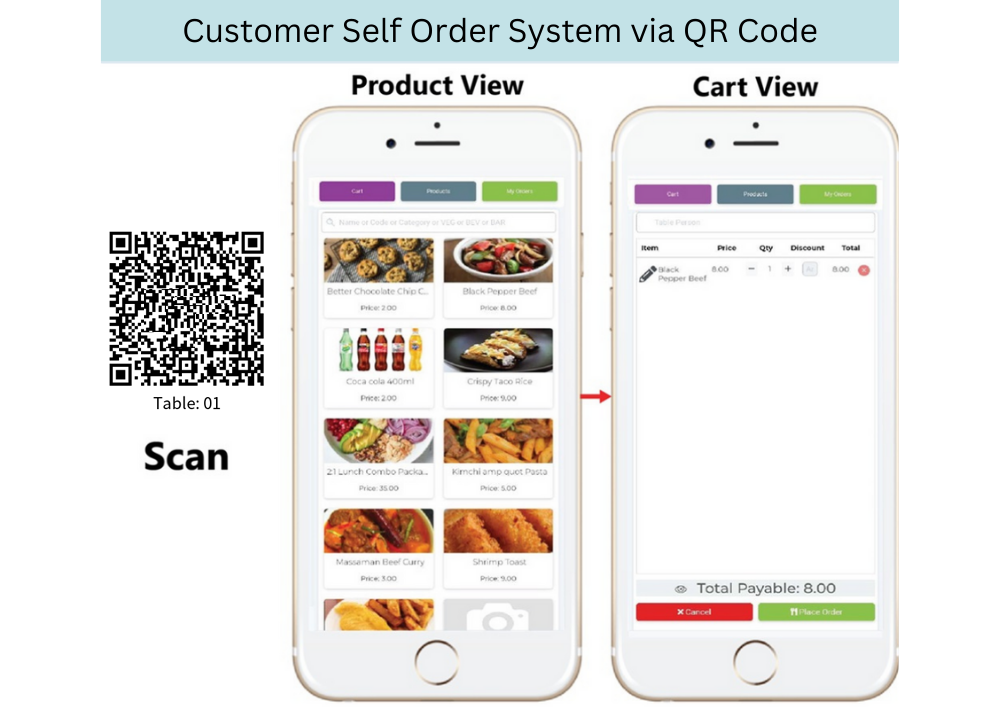 Customer Self Order System via QR Code
Product View
Cart View
Table: 01
Scan
Cart
Products
My Orders
Name or Code or Category or VEG or BEV or BAR
Better Chocolate Chip C...
Price: 2.00
Black Pepper Beef
Price: 8.00
Coca cola 400ml
Price: 2.00
Crispy Taco Rice
Price: 9.00
2:1 Lunch Combo Packa...
Price: 35.00
Kimchi amp quot Pasta
Price: 5.00
Massaman Beef Curry
Price: 3.00
Shrimp Toast
Price: 9.00
Cart
Products
My Orders
Table Person
Item Price Qty Discount Total
Black 8.00 − 1 + 8.00
Pepper Beef
Total Payable: 8.00
Cancel
Place Order